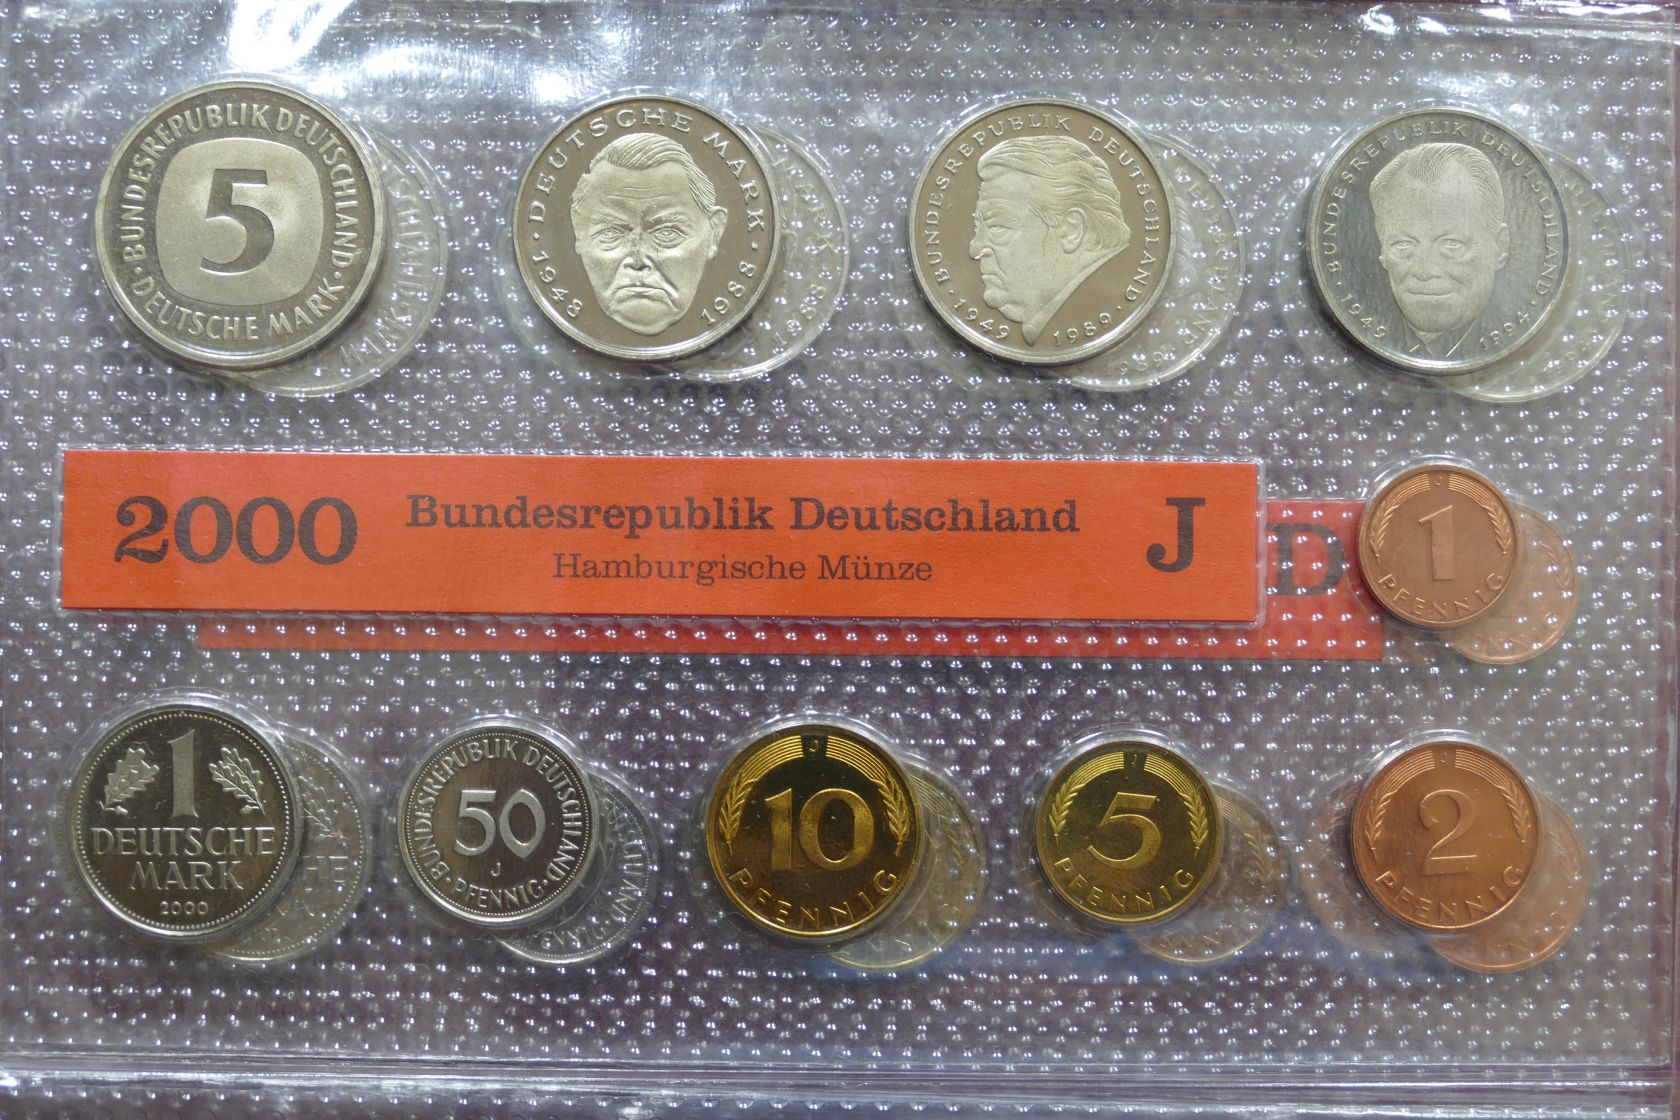 BUNDESREPUBLIK DEUTSCHLAND
5
DEUTSCHE MARK
DEUTSCHE MARK
1948 1988
BUNDESREPUBLIK DEUTSCHLAND
1949 1989
BUNDESREPUBLIK DEUTSCHLAND
1949 1994
2000 Bundesrepublik Deutschland J
Hamburgische Münze
D
J
1
PFENNIG
1
DEUTSCHE
MARK
2000
BUNDESREPUBLIK DEUTSCHLAND
50
J
PFENNIG
J
10
PFENNIG
J
5
PFENNIG
J
2
PFENNIG